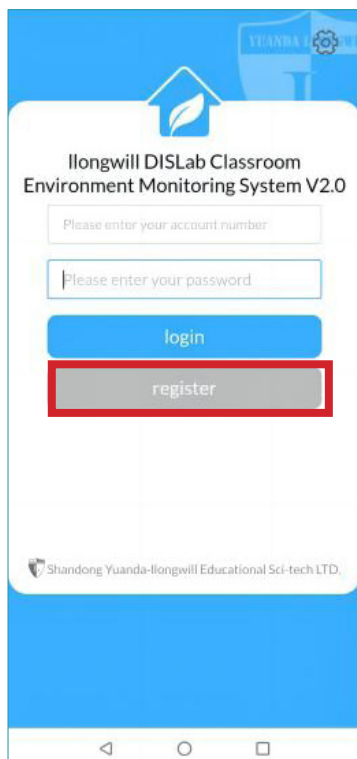 YUANDA
llongwill DISLab Classroom
Environment Monitoring System V2.0
Please enter your account number
Please enter your password
login
register
Shandong Yuanda-llongwill Educational Sci-tech LTD.